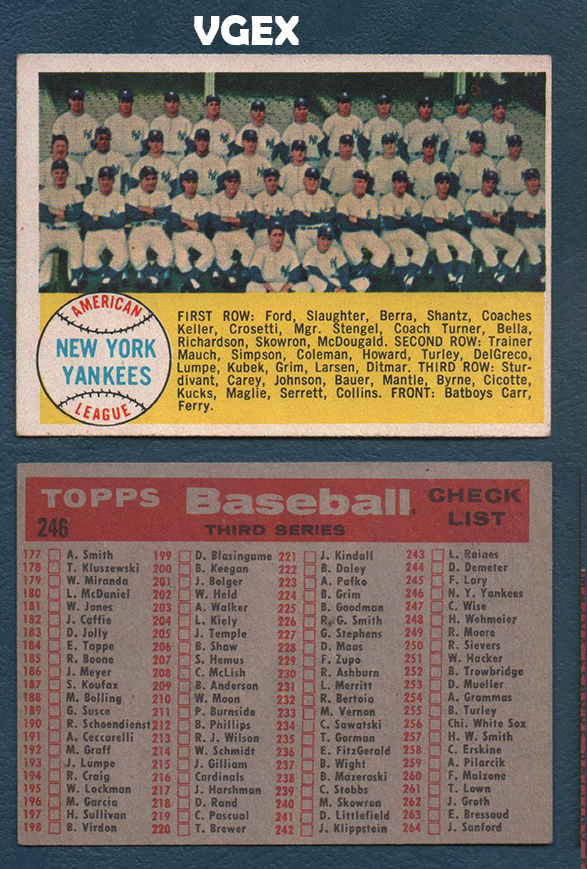 VGEX
AMERICAN
NEW YORK
YANKEES
LEAGUE
FIRST ROW: Ford, Slaughter, Berra, Shantz, Coaches
Keller, Crosetti, Mgr. Stengel, Coach Turner, Bella,
Richardson, Skowron, McDougald. SECOND ROW: Trainer
Mauch, Simpson, Coleman, Howard, Turley, DelGreco,
Lumpe, Kubek, Grim, Larsen, Ditmar. THIRD ROW: Stur-
divant, Carey, Johnson, Bauer, Mantle, Byrne, Cicotte,
Kucks, Maglie, Serrett, Collins. FRONT: Batboys Carr,
Ferry.
TOPPS Baseball CHECK LIST
246 THIRD SERIES
177 A. Smith
178 T. Kluszewski
179 W. Miranda
180 L. McDaniel
181 W. Jones
182 J. Caffie
183 D. Jolly
184 E. Tappe
185 R. Boone
186 J. Meyer
187 S. Koufax
188 M. Bolling
189 G. Susce
190 R. Schoendienst
191 A. Ceccarelli
192 M. Graff
193 J. Lumpe
194 R. Craig
195 W. Lockman
196 M. Garcia
197 H. Sullivan
198 B. Virdon
199 D. Blasingame
200 B. Keegan
201 J. Bolger
202 W. Held
203 A. Walker
204 L. Kiely
205 J. Temple
206 B. Shaw
207 S. Hemus
208 C. McLish
209 B. Anderson
210 W. Moon
211 P. Burnside
212 B. Phillips
213 R. J. Wilson
214 W. Schmidt
215 J. Gilliam
216 Cardinals
217 J. Harshman
218 D. Rand
219 C. Pascual
220 T. Brewer
221 J. Kindall
222 B. Daley
223 A. Pafko
224 B. Grim
225 B. Goodman
226 R. G. Smith
227 G. Stephens
228 D. Maas
229 F. Zupo
230 R. Ashburn
231 L. Merritt
232 R. Bertoia
233 M. Vernon
234 C. Sawatski
235 T. Gorman
236 E. FitzGerald
237 B. Wight
238 B. Mazeroski
239 C. Stobbs
240 M. Skowron
241 D. Littlefield
242 J. Klippstein
243 L. Raines
244 D. Demeter
245 F. Lary
246 N. Y. Yankees
247 C. Wise
248 H. Wehmeier
249 R. Moore
250 R. Sievers
251 W. Hacker
252 B. Trowbridge
253 D. Mueller
254 A. Grammas
255 B. Turley
256 Chi. White Sox
257 H. W. Smith
258 C. Erskine
259 A. Pilarcik
260 F. Malzone
261 T. Lown
262 J. Groth
263 E. Bressoud
264 J. Sanford